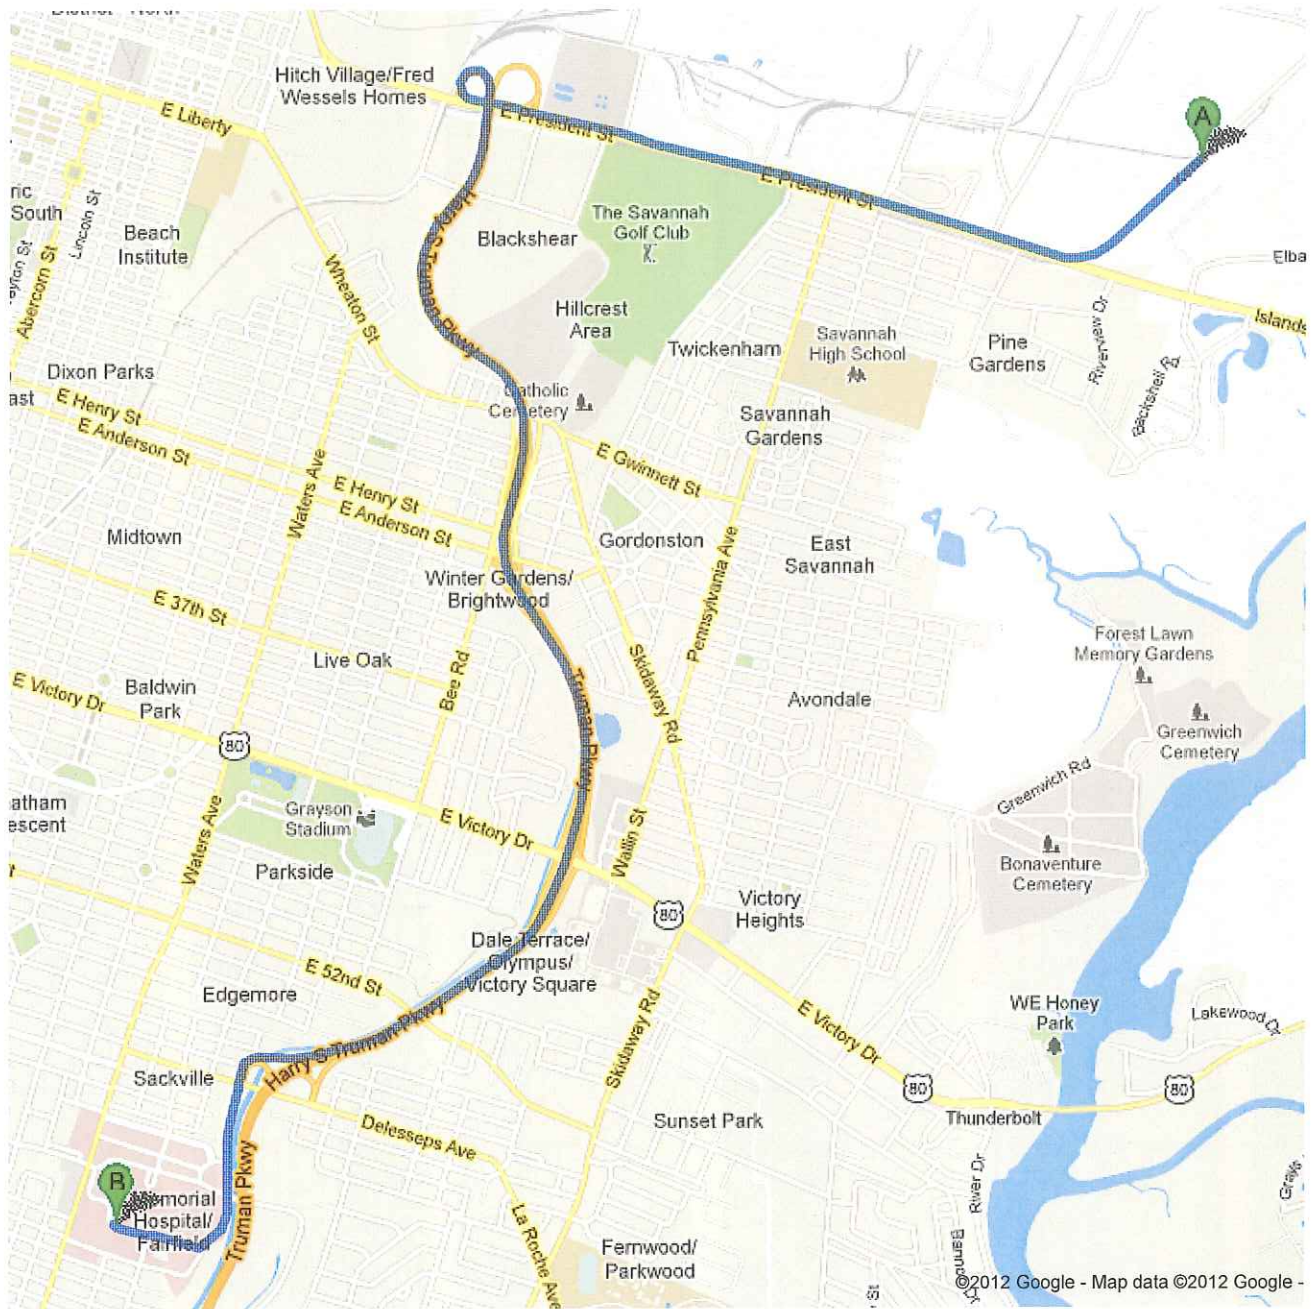 Hitch Village/Fred
Wessels Homes
E Liberty
E President St
A
E President St
South
Lincoln St
Beach
Institute
Abercorn St
Wheaton St
Harry S Truman Pkwy
Blackshear
The Savannah
Golf Club
Hillcrest
Area
Twickenham
Savannah
High School
Pine
Gardens
Riverview Dr
Elba
Islands
Dixon Parks
E Henry St
E Anderson St
Catholic
Cemetery
Savannah
Gardens
E Gwinnett St
Waters Ave
E Henry St
E Anderson St
Midtown
Gordonston
East
Savannah
Winter Gardens/
Brightwood
Pennsylvania Ave
E 37th St
Live Oak
Bee Rd
Skidaway Rd
Truman Pkwy
Forest Lawn
Memory Gardens
E Victory Dr
Baldwin
Park
80
Avondale
Greenwich
Cemetery
Greenwich Rd
Grayson
Stadium
E Victory Dr
Wallin St
Waters Ave
Parkside
Bonaventure
Cemetery
80
Victory
Heights
Dale Terrace/
Olympus/
Victory Square
E 52nd St
Edgemore
Skidaway Rd
E Victory Dr
WE Honey
Park
Lakewood Dr
Harry S Truman Pkwy
Sackville
80
80
Thunderbolt
Delesseps Ave
Sunset Park
Truman Pkwy
River Dr
B
Memorial
Hospital/
Fairfield
La Roche Ave
Fernwood/
Parkwood
©2012 Google - Map data ©2012 Google -